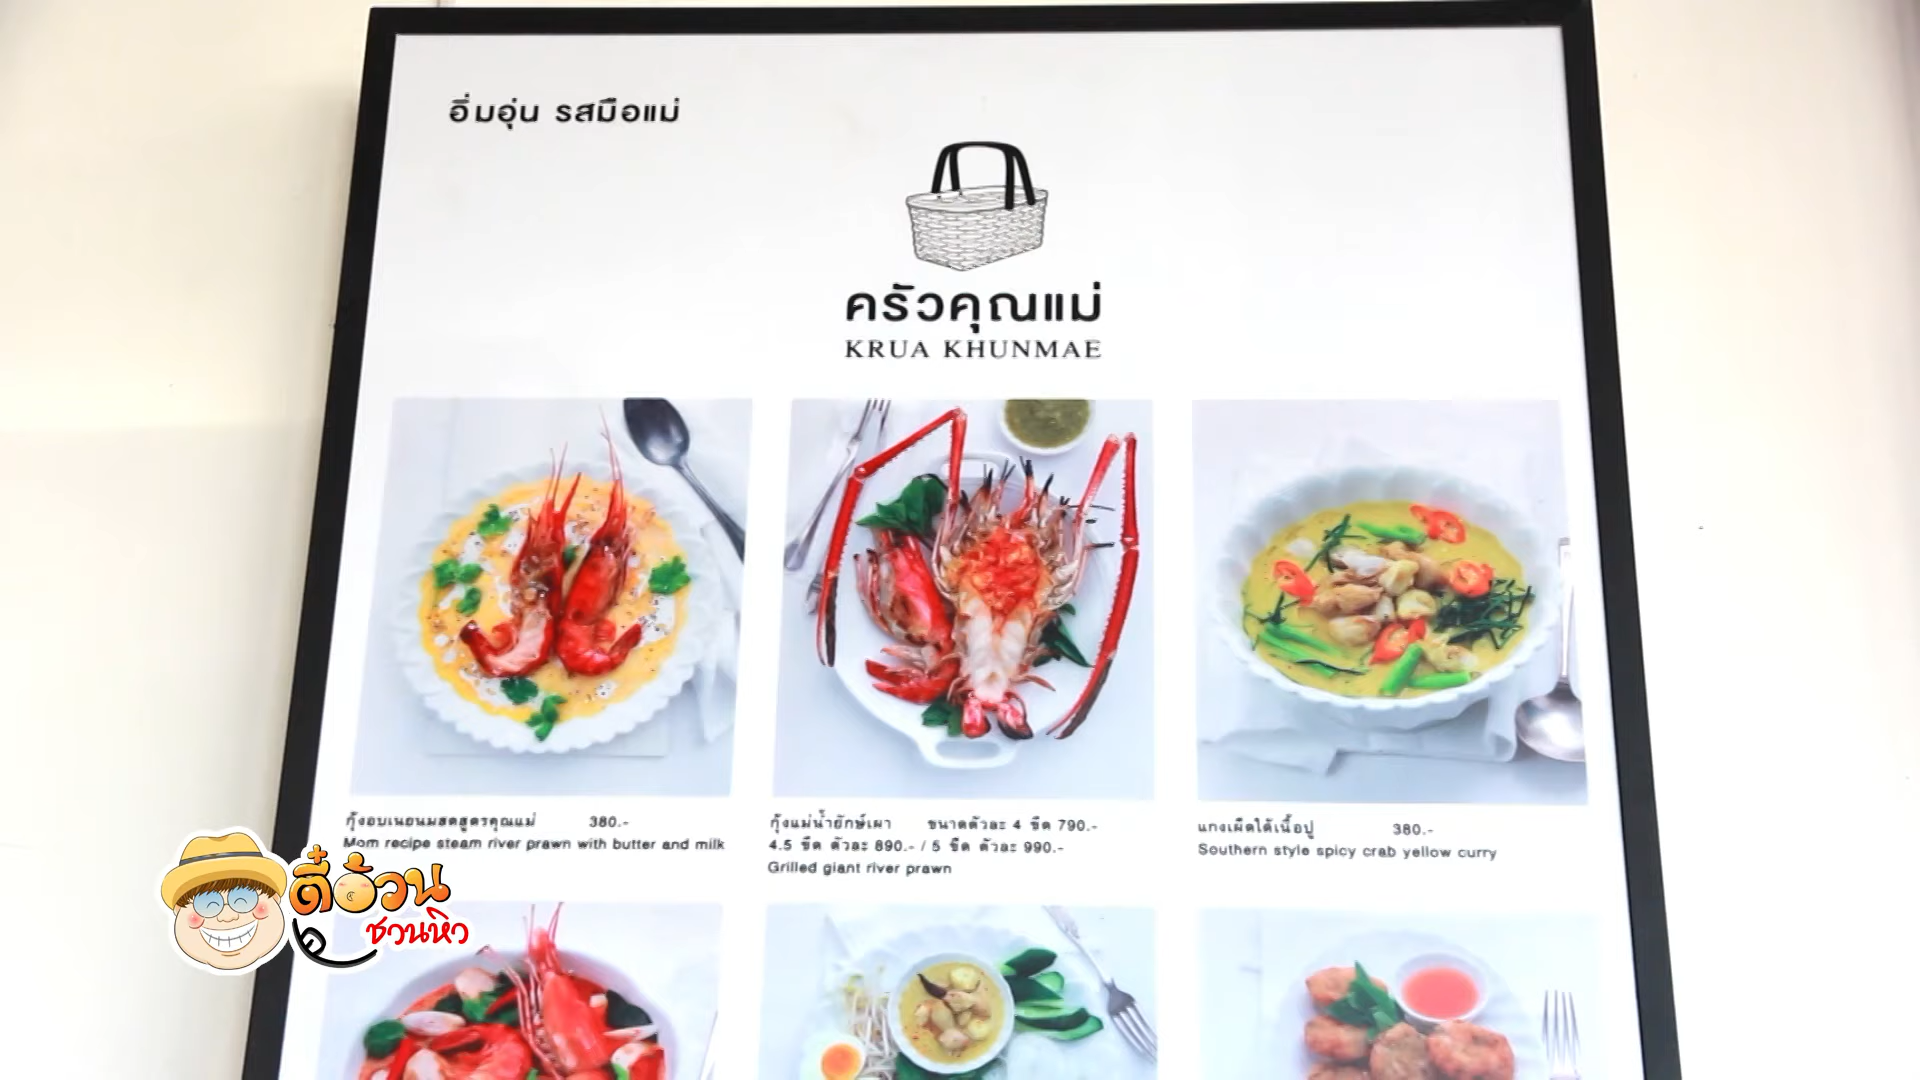 อิ่มอุ่น รสมือแม่
ครัวคุณแม่
KRUA KHUNMAE
กุ้งอบเนยนมสดสูตรคุณแม่ 380.-
Mom recipe steam river prawn with butter and milk
กุ้งแม่น้ำยักษ์เผา ขนาดตัวละ 4 ขีด 790.-
4.5 ขีด ตัวละ 890.- / 5 ขีด ตัวละ 990.-
Grilled giant river prawn
แกงเผ็ดใต้เนื้อปู 380.-
Southern style spicy crab yellow curry
ตี๋อ้วน
ชวนหิว